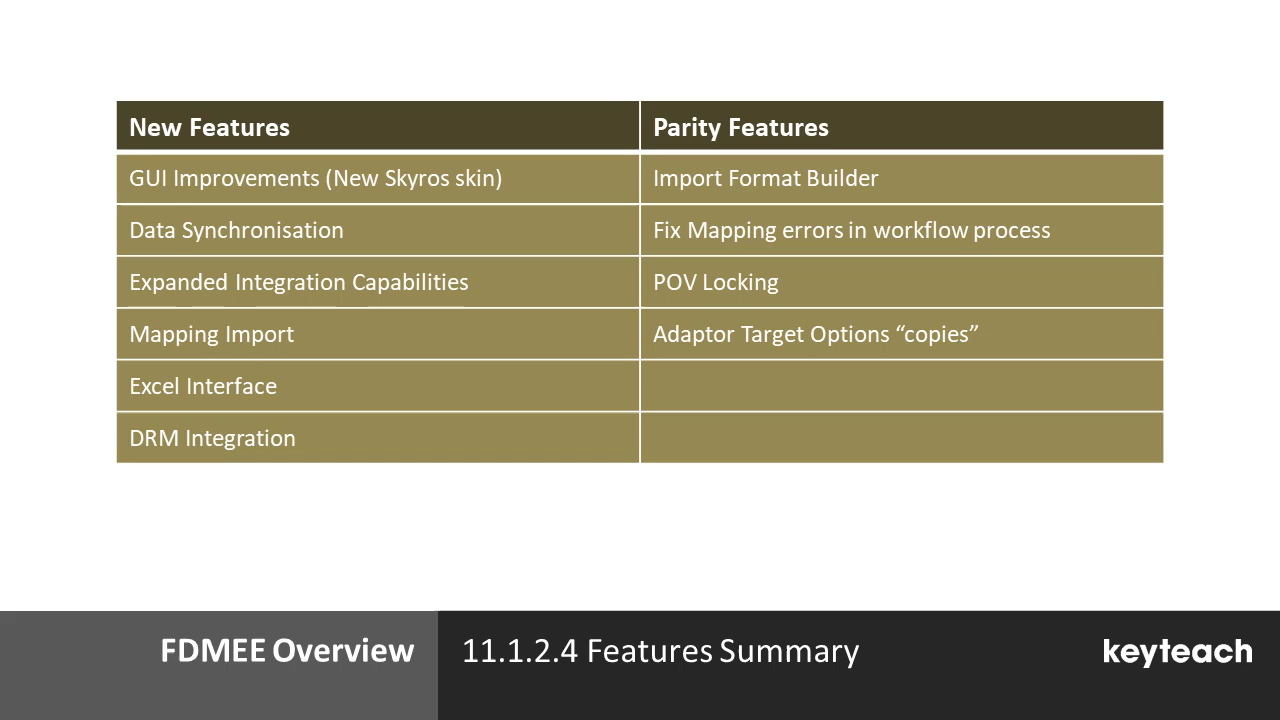 New Features
Parity Features
GUI Improvements (New Skyros skin)
Import Format Builder
Data Synchronisation
Fix Mapping errors in workflow process
Expanded Integration Capabilities
POV Locking
Mapping Import
Adaptor Target Options “copies”
Excel Interface
DRM Integration
FDMEE Overview
11.1.2.4 Features Summary
keyteach